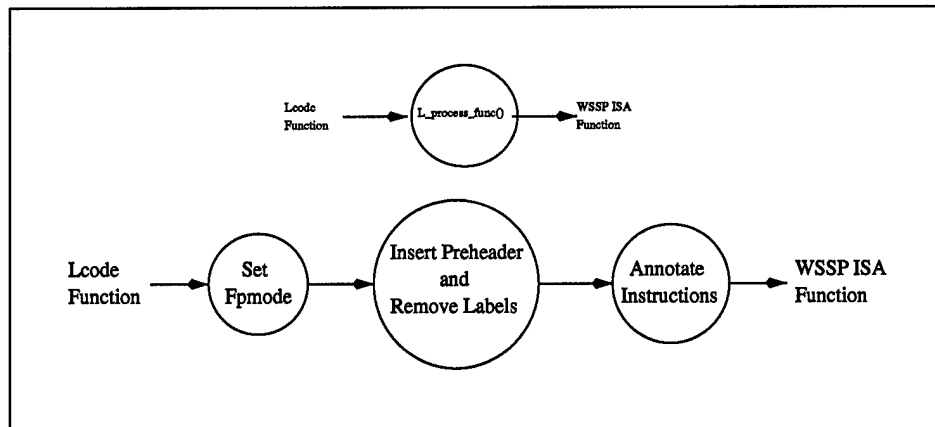 Lcode
Function
L_process_func()
WSSP ISA
Function
Lcode
Function
Set
Fpmode
Insert Preheader
and
Remove Labels
Annotate
Instructions
WSSP ISA
Function